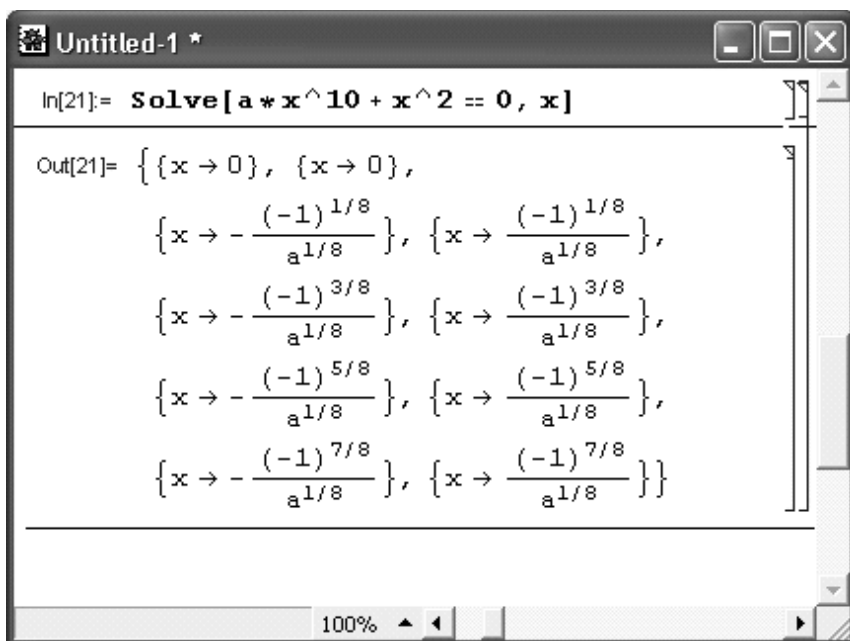 Untitled-1 *
In[21]:= Solve[a * x^10 + x^2 == 0, x]
Out[21]= {{x → 0}, {x → 0},
{x → -(-1)^1/8/a^1/8}, {x → (-1)^1/8/a^1/8},
{x → -(-1)^3/8/a^1/8}, {x → (-1)^3/8/a^1/8},
{x → -(-1)^5/8/a^1/8}, {x → (-1)^5/8/a^1/8},
{x → -(-1)^7/8/a^1/8}, {x → (-1)^7/8/a^1/8}}
100%